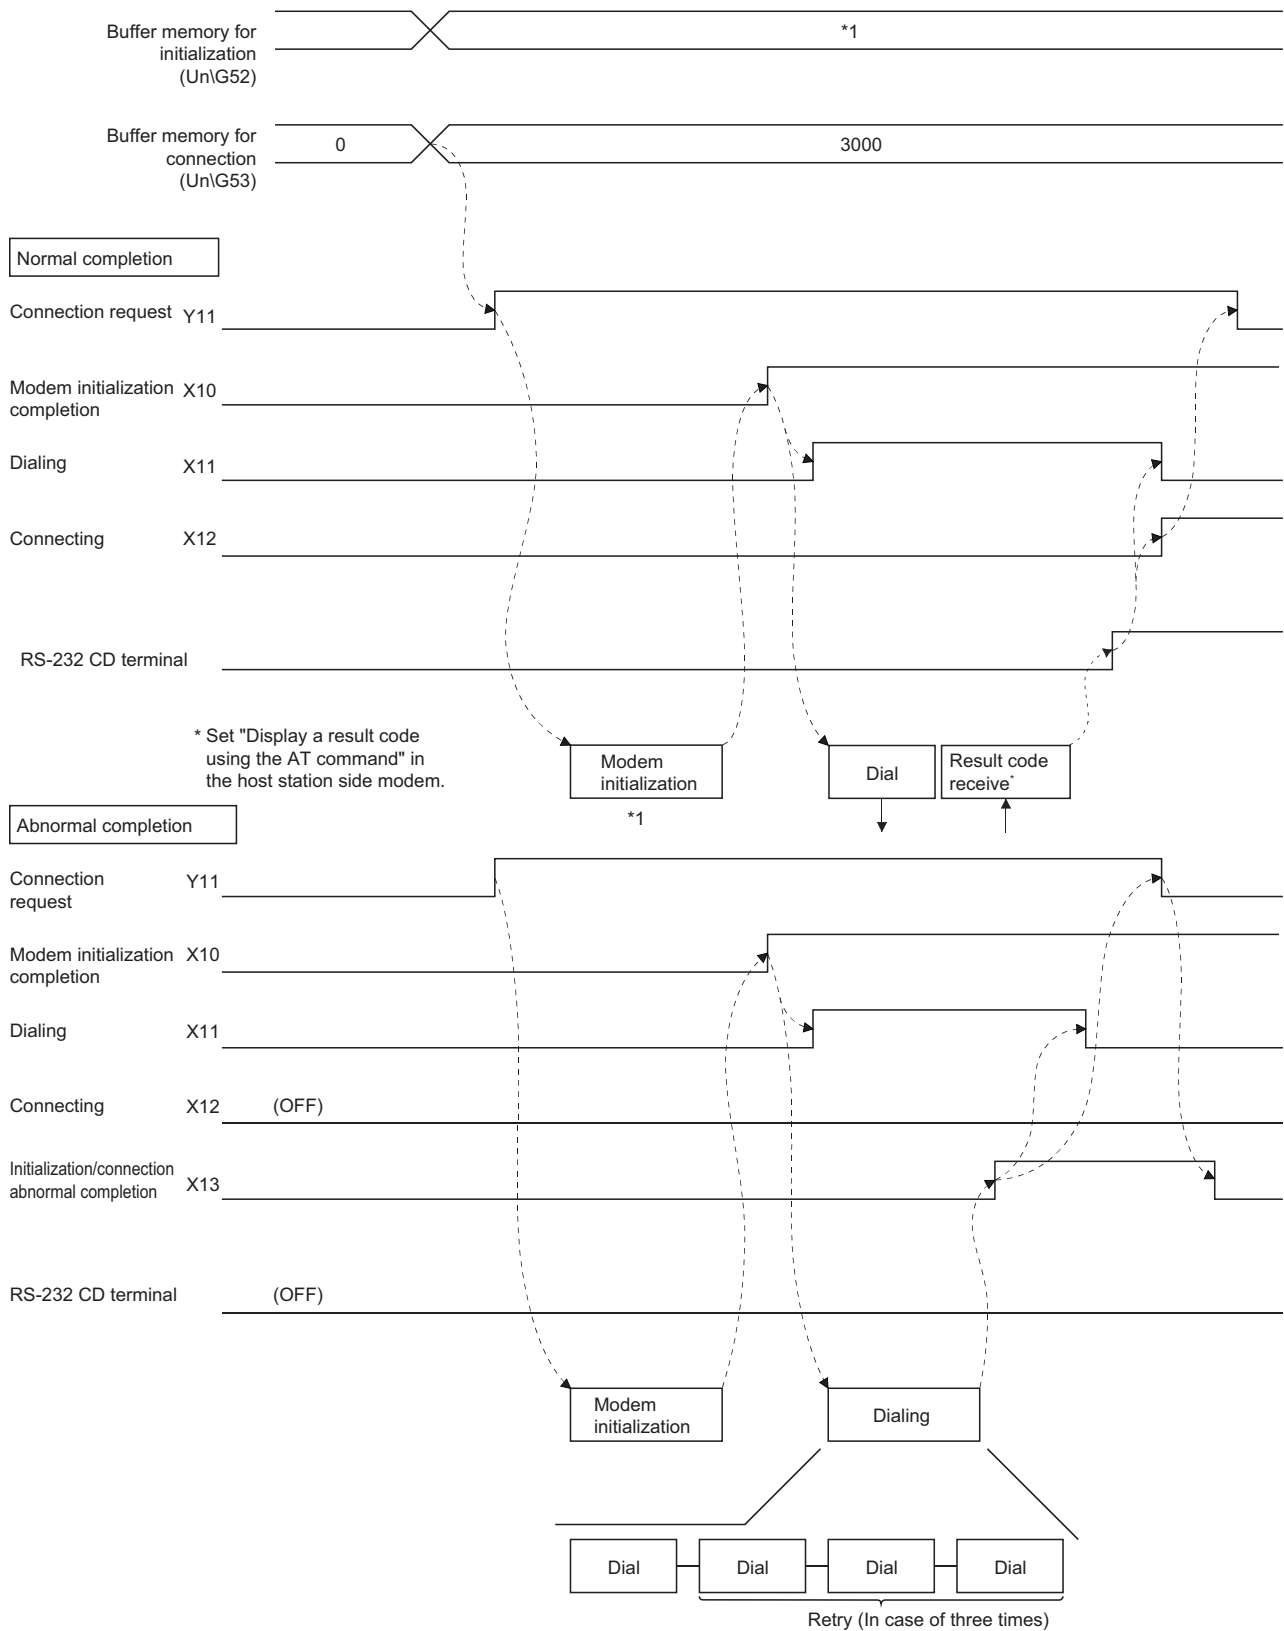 Buffer memory for
initialization
(Un\G52)
*1
Buffer memory for
connection
(Un\G53)
0
3000
Normal completion
Connection request Y11
Modem initialization
completion
X10
Dialing X11
Connecting X12
RS-232 CD terminal
* Set "Display a result code
using the AT command" in
the host station side modem.
Modem
initialization
*1
Dial
Result code
receive*
Abnormal completion
Connection
request
Y11
Modem initialization
completion
X10
Dialing X11
Connecting X12 (OFF)
Initialization/connection
abnormal completion
X13
RS-232 CD terminal (OFF)
Modem
initialization
Dialing
Dial Dial Dial Dial
Retry (In case of three times)